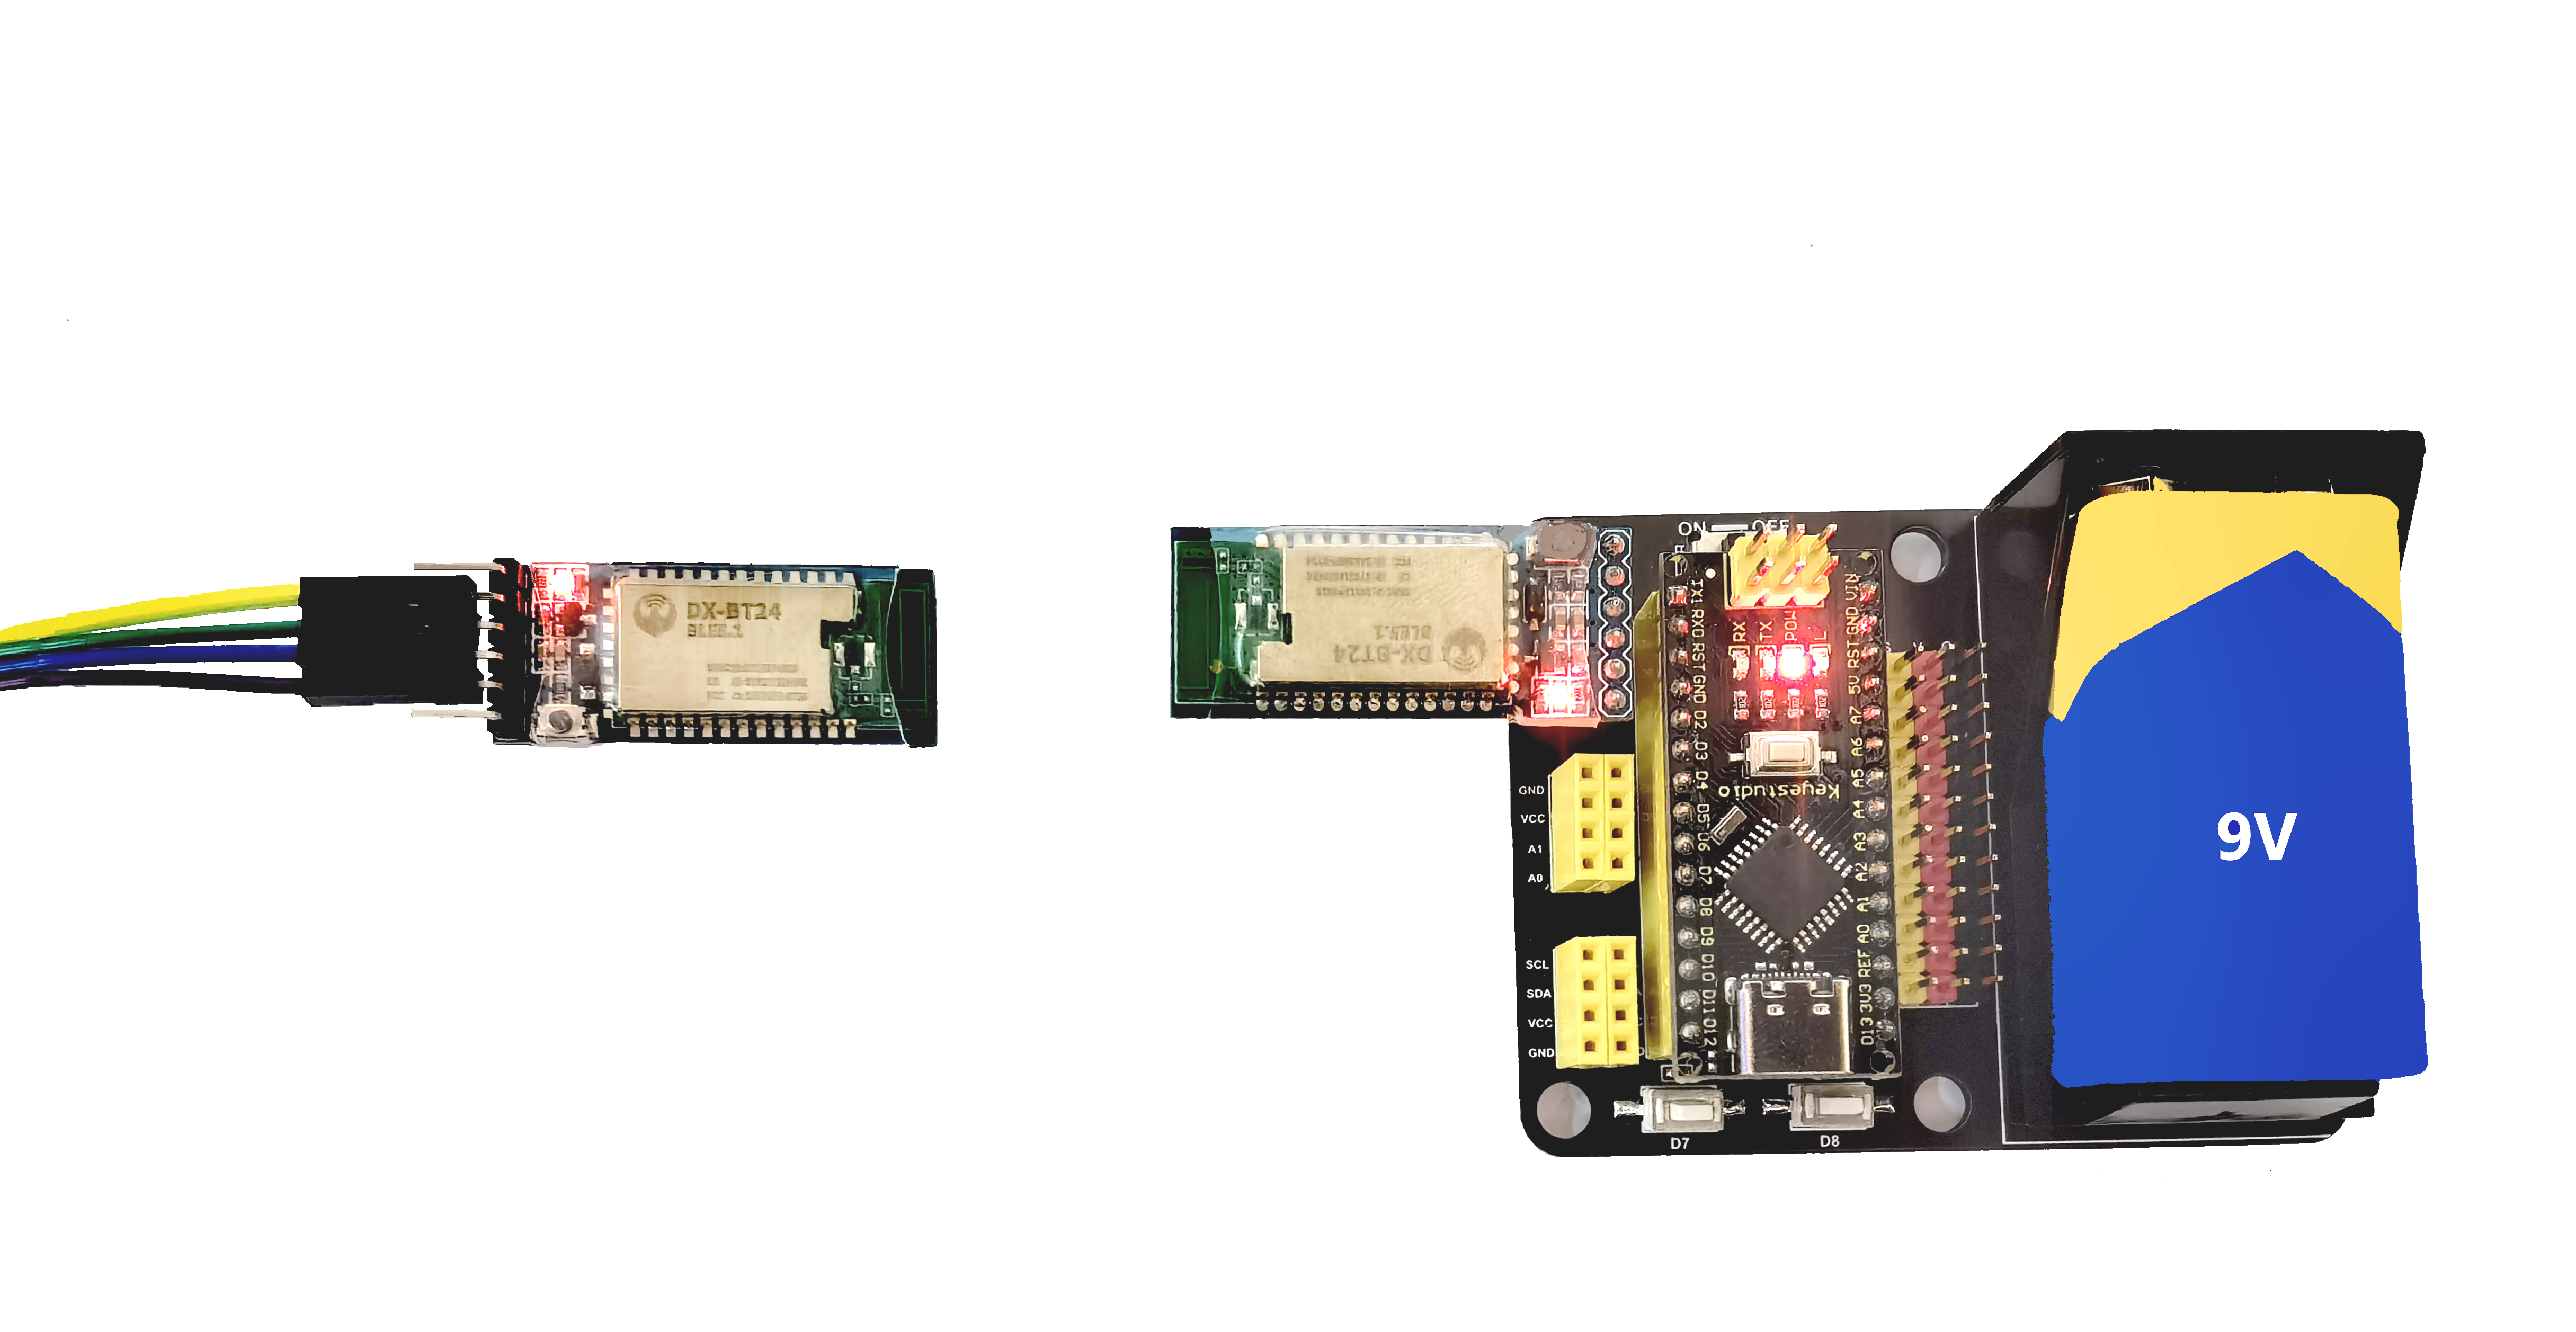 DX-BT24
BLE5.1
DX-BT24
BLE5.1
ON OFF
TX1 RX0 RST GND D2 D3 D4 D5 D6 D7 D8 D9 D10 D11 D12
RX
TX
POW
L
VIN GND RST 5V A7 A6 A5 A4 A3 A2 A1 A0 REF 3V3 D13
Keyestudio
GND
VCC
A1
A0
SCL
SDA
VCC
GND
D7
D8
9V